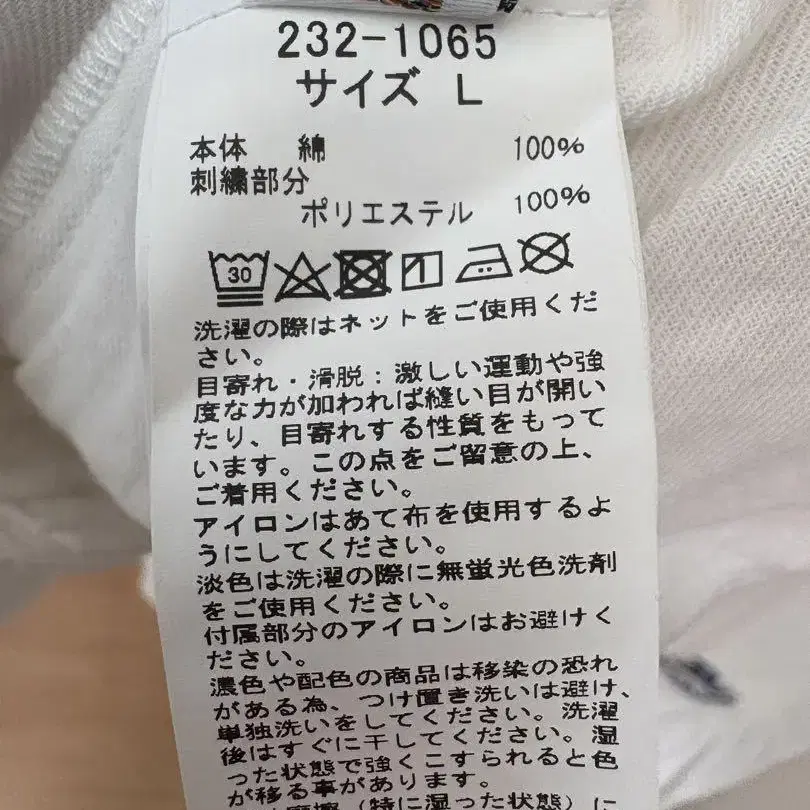 232-1065
サイズ L
本体 綿 100%
刺繍部分
ポリエステル 100%
30
洗濯の際はネットをご使用くだ
さい。
目寄れ・滑脱：激しい運動や強
度な力が加われば縫い目が開い
たり、目寄れする性質をもって
います。この点をご留意の上、
ご着用ください。
アイロンはあて布を使用するよ
うにしてください。
淡色は洗濯の際に無蛍光色洗剤
をご使用ください。
付属部分のアイロンはお避けく
ださい。
濃色や配色の商品は移染の恐れ
がある為、つけ置き洗いは避け、
単独洗いをしてください。洗濯
後はすぐに干してください。湿
った状態で強くこすられると色
が移る事があります。
摩擦（特に湿った状態）に